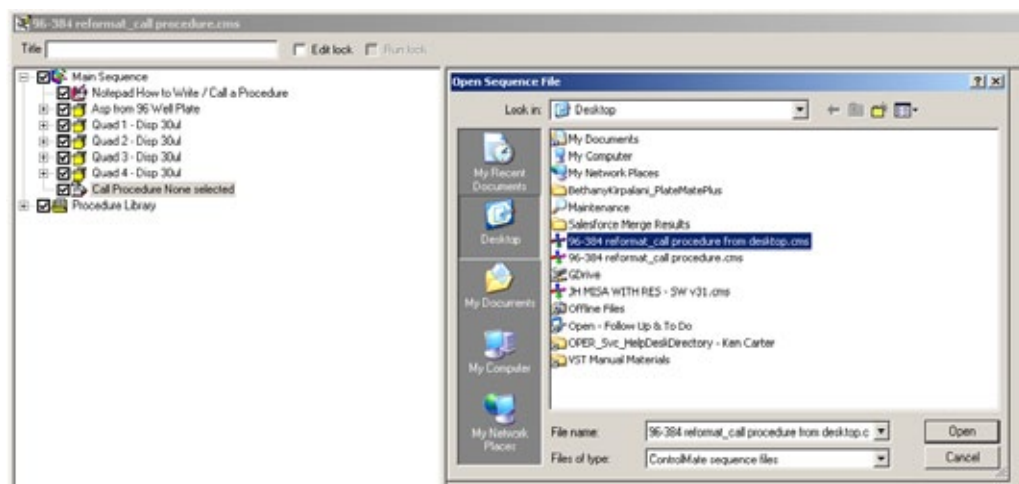 96-384 reformat_call procedure.cms
Title
Edit lock
Run lock
Main Sequence
Notepad How to Write / Call a Procedure
Asp from 96 Well Plate
Quad 1 - Disp 30ul
Quad 2 - Disp 30ul
Quad 3 - Disp 30ul
Quad 4 - Disp 30ul
Call Procedure None selected
Procedure Library
Open Sequence File
Look in:
Desktop
My Recent Documents
Desktop
My Documents
My Computer
My Network Places
My Documents
My Computer
My Network Places
BethanyKirpalani_PlateMatePlus
Maintenance
Salesforce Merge Results
96-384 reformat_call procedure from desktop.cms
96-384 reformat_call procedure.cms
GDrive
JH MISA WITH RES - SW v31.cms
Offline Files
Open - Follow Up & To Do
OPER_Svc_HelpDeskDirectory - Ken Carter
VST Manual Materials
File name:
96-384 reformat_call procedure from desktop.c
Open
Files of type:
ControlMate sequence files
Cancel